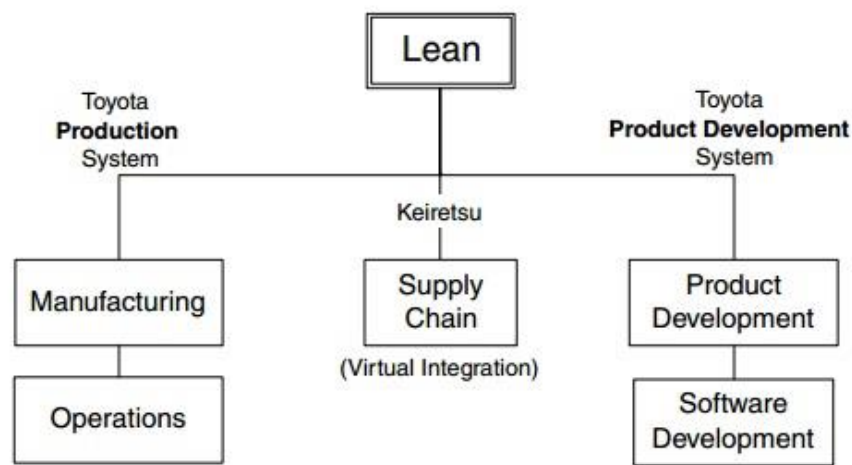 Lean
Toyota
Production
System
Toyota
Product Development
System
Keiretsu
Manufacturing
Supply
Chain
Product
Development
(Virtual Integration)
Operations
Software
Development